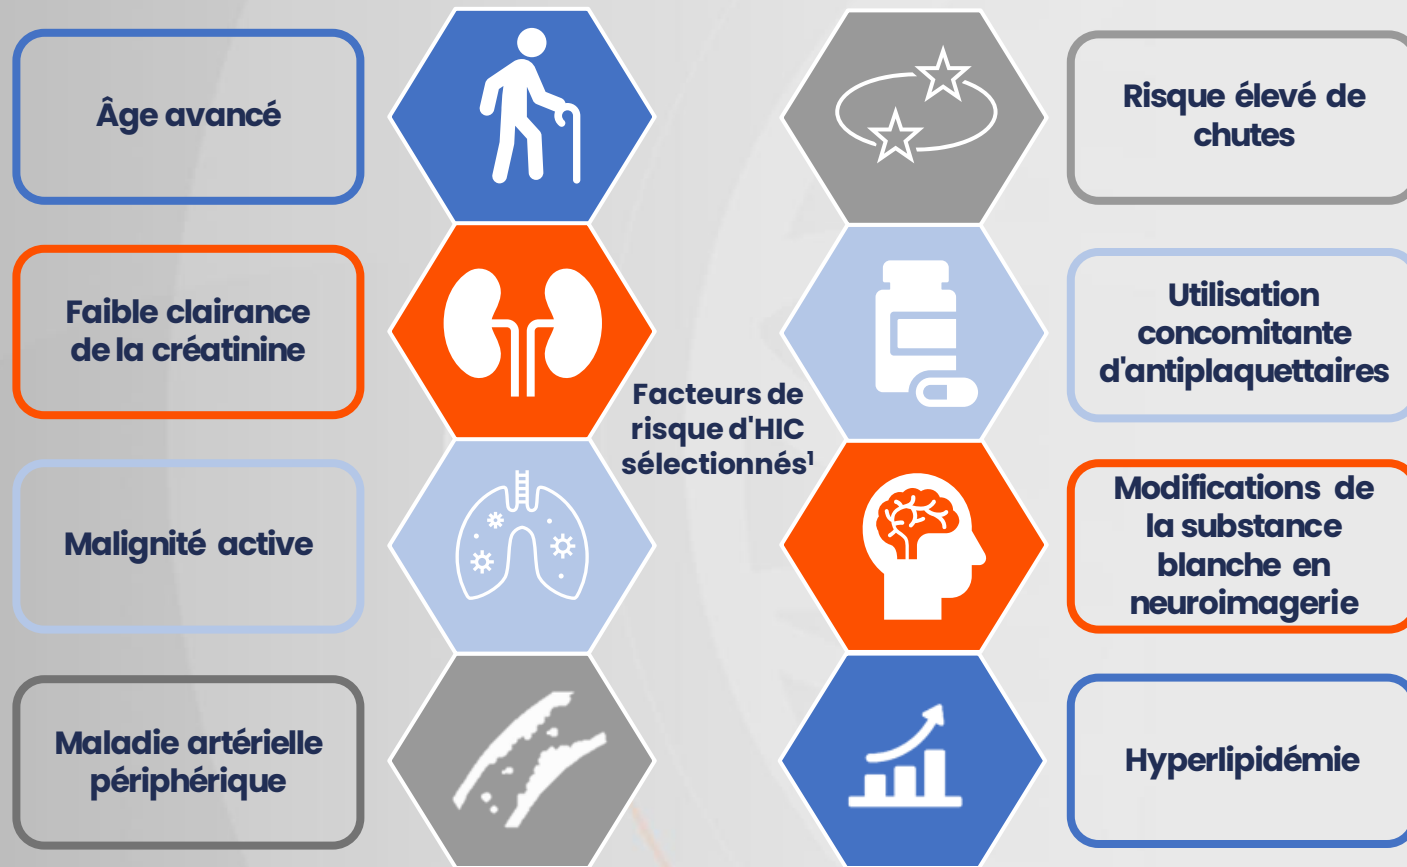 Âge avancé
Faible clairance
de la créatinine
Malignité active
Maladie artérielle
périphérique
Facteurs de
risque d'HIC
sélectionnés¹
Risque élevé de
chutes
Utilisation
concomitante
d'antiplaquettaires
Modifications de
la substance
blanche en
neuroimagerie
Hyperlipidémie